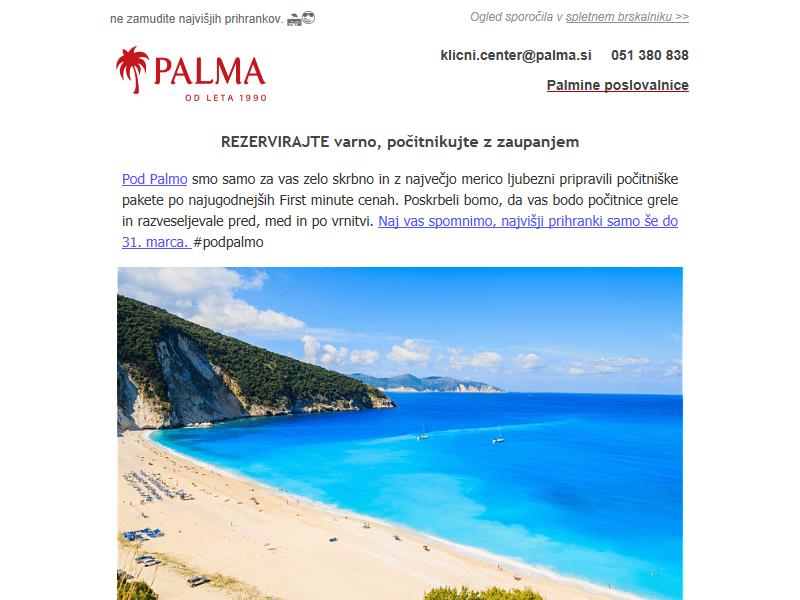 ne zamudite najvišjih prihrankov. 🏖️😎
Ogled sporočila v spletnem brskalniku >>
PALMA
OD LETA 1990
klicni.center@palma.si 051 380 838
Palmine poslovalnice
REZERVIRAJTE varno, počitnikujte z zaupanjem
Pod Palmo smo samo za vas zelo skrbno in z največjo merico ljubezni pripravili počitniške
pakete po najugodnejših First minute cenah. Poskrbeli bomo, da vas bodo počitnice grele
in razveseljevale pred, med in po vrnitvi. Naj vas spomnimo, najvišji prihranki samo še do
31. marca. #podpalmo